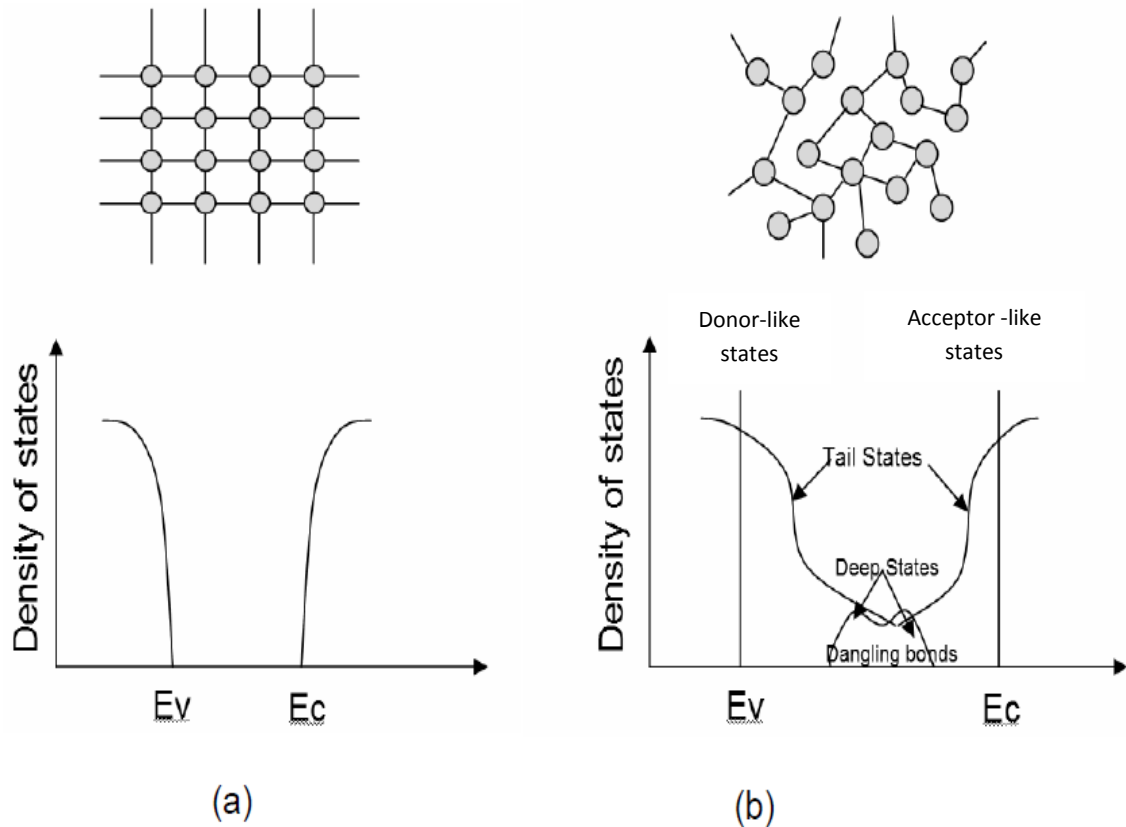 Density of states
Ev
Ec
(a)
Donor-like
states
Acceptor -like
states
Density of states
Tail States
Deep States
Dangling bonds
Ev
Ec
(b)